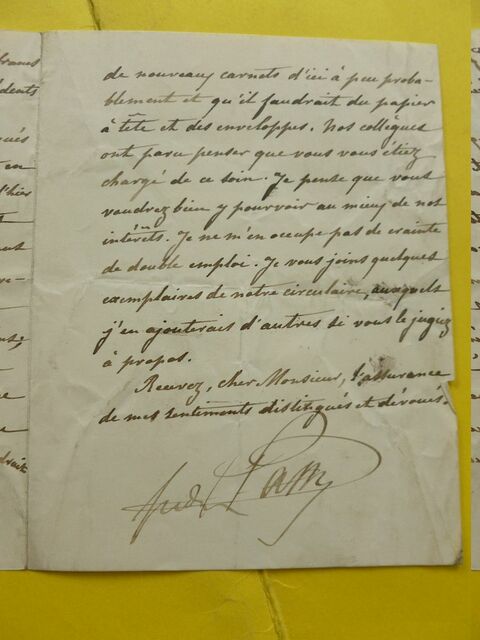 francs
de nouveaux carnets d'ici à peu proba-
blement et qu'il faudrait du papier
à tête et des enveloppes. Nos collègues
ont paru penser que vous vous étiez
chargé de ce soin. Je pense que vous
voudrez bien y pourvoir au mieux de nos
intérêts. Je ne m'en occupe pas de crainte
de double emploi. Je vous joins quelques
exemplaires de notre circulaire, auxquels
j'en ajouterais d'autres si vous le jugiez
à propos.
Recevez, cher Monsieur, l'assurance
de mes sentiments distingués et dévoués.
fred Passy